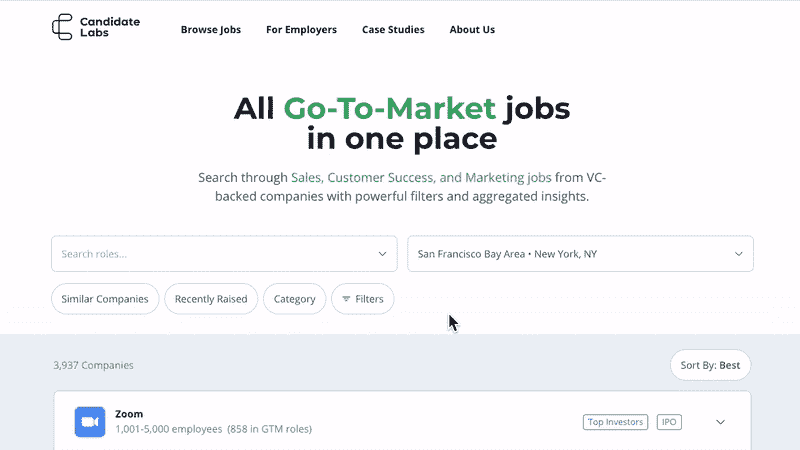 Candidate
Labs
Browse Jobs
For Employers
Case Studies
About Us
All Go-To-Market jobs
in one place
Search through Sales, Customer Success, and Marketing jobs from VC-
backed companies with powerful filters and aggregated insights.
Search roles...
San Francisco Bay Area • New York, NY
Similar Companies
Recently Raised
Category
Filters
3,937 Companies
Sort By: Best
Zoom
1,001-5,000 employees (858 in GTM roles)
Top Investors
IPO